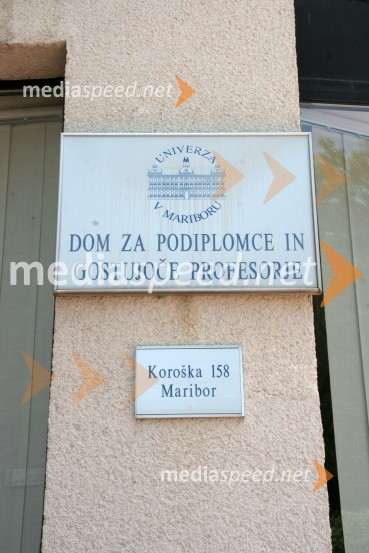 mediaspeed.net
UNIVERZA
V MARIBORU
DOM ZA PODIPLOMCE IN
GOSTUJOČE PROFESORJE
mediaspeed.net
Koroška 158
Maribor
mediaspeed.net